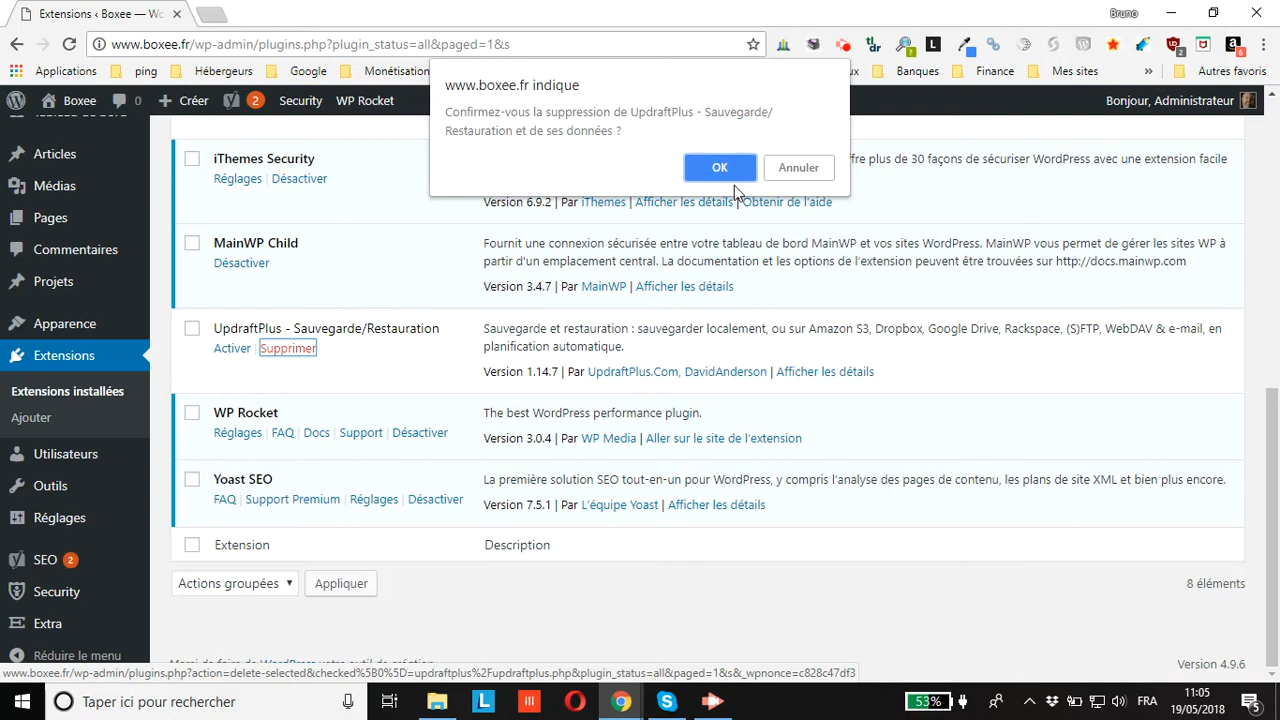 Extensions ‹ Boxee — Wo
Bruno
www.boxee.fr/wp-admin/plugins.php?plugin_status=all&paged=1&s
Applications
ping
Hébergeurs
Google
Monétisation
Banques
Finance
Mes sites
Autres favoris
www.boxee.fr indique
Confirmez-vous la suppression de UpdraftPlus - Sauvegarde/
Restauration et de ses données ?
OK
Annuler
Boxee
0
Créer
2
Security
WP Rocket
Bonjour, Administrateur
Articles
Médias
Pages
Commentaires
Projets
Apparence
Extensions
Extensions installées
Ajouter
Utilisateurs
Outils
Réglages
SEO 2
Security
Extra
Réduire le menu
iThemes Security
Réglages | Désactiver
ffre plus de 30 façons de sécuriser WordPress avec une extension facile
Version 6.9.2 | Par iThemes | Afficher les détails | Obtenir de l'aide
MainWP Child
Désactiver
Fournit une connexion sécurisée entre votre tableau de bord MainWP et vos sites WordPress. MainWP vous permet de gérer les sites WP à
partir d'un emplacement central. La documentation et les options de l'extension peuvent être trouvées sur http://docs.mainwp.com
Version 3.4.7 | Par MainWP | Afficher les détails
UpdraftPlus - Sauvegarde/Restauration
Activer | Supprimer
Sauvegarde et restauration : sauvegarder localement, ou sur Amazon S3, Dropbox, Google Drive, Rackspace, (S)FTP, WebDAV & e-mail, en
planification automatique.
Version 1.14.7 | Par UpdraftPlus.Com, DavidAnderson | Afficher les détails
WP Rocket
Réglages | FAQ | Docs | Support | Désactiver
The best WordPress performance plugin.
Version 3.0.4 | Par WP Media | Aller sur le site de l'extension
Yoast SEO
FAQ | Support Premium | Réglages | Désactiver
La première solution SEO tout-en-un pour WordPress, y compris l'analyse des pages de contenu, les plans de site XML et bien plus encore.
Version 7.5.1 | Par L'équipe Yoast | Afficher les détails
Extension
Description
Actions groupées
Appliquer
8 éléments
Merci de faire de WordPress votre outil de création.
Version 4.9.6
www.boxee.fr/wp-admin/plugins.php?action=delete-selected&checked%5B0%5D=updraftplus%2Fupdraftplus.php&plugin_status=all&paged=1&s&_wpnonce=c828c47df3
Taper ici pour rechercher
53%
FRA
11:05
19/05/2018
5